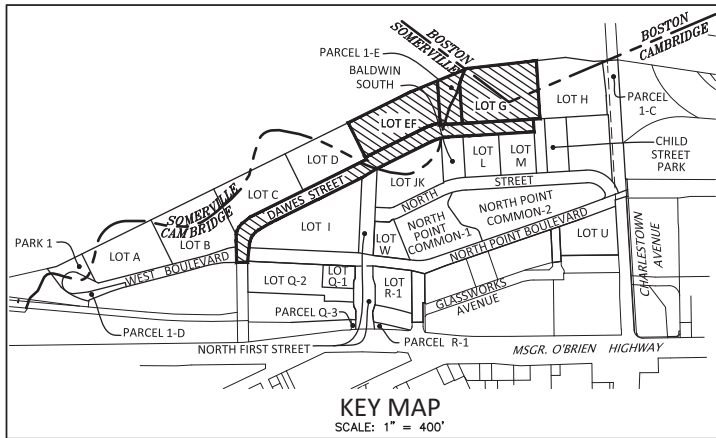 BOSTON
SOMERVILLE
BOSTON
CAMBRIDGE
PARCEL 1-E
BALDWIN
SOUTH
LOT G
LOT H
PARCEL
1-C
LOT EF
CHILD
STREET
PARK
LOT D
LOT
L
LOT
M
LOT JK
NORTH STREET
LOT C
DAWES STREET
SOMERVILLE
CAMBRIDGE
NORTH
POINT
COMMON-1
NORTH
POINT
COMMON-2
PARK 1
LOT A
LOT B
LOT I
LOT
W
NORTH POINT BOULEVARD
LOT U
WEST BOULEVARD
CHARLESTOWN
AVENUE
LOT Q-2
LOT
Q-1
LOT
R-1
GLASSWORKS
AVENUE
PARCEL Q-3
PARCEL 1-D
NORTH FIRST STREET
PARCEL R-1
MSGR. O'BRIEN HIGHWAY
KEY MAP
SCALE: 1" = 400'